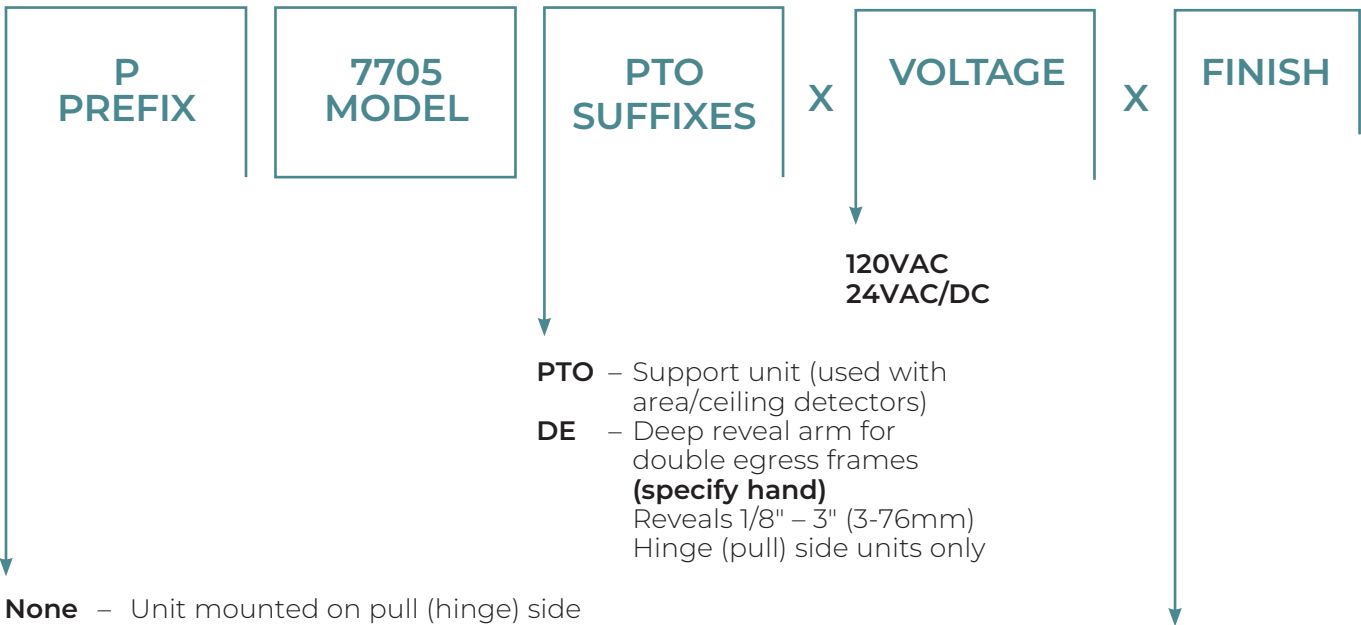 P
PREFIX
7705
MODEL
PTO
SUFFIXES
X
VOLTAGE
X
FINISH
120VAC
24VAC/DC
PTO – Support unit (used with
area/ceiling detectors)
DE – Deep reveal arm for
double egress frames
(specify hand)
Reveals 1/8" – 3" (3-76mm)
Hinge (pull) side units only
None – Unit mounted on pull (hinge) side